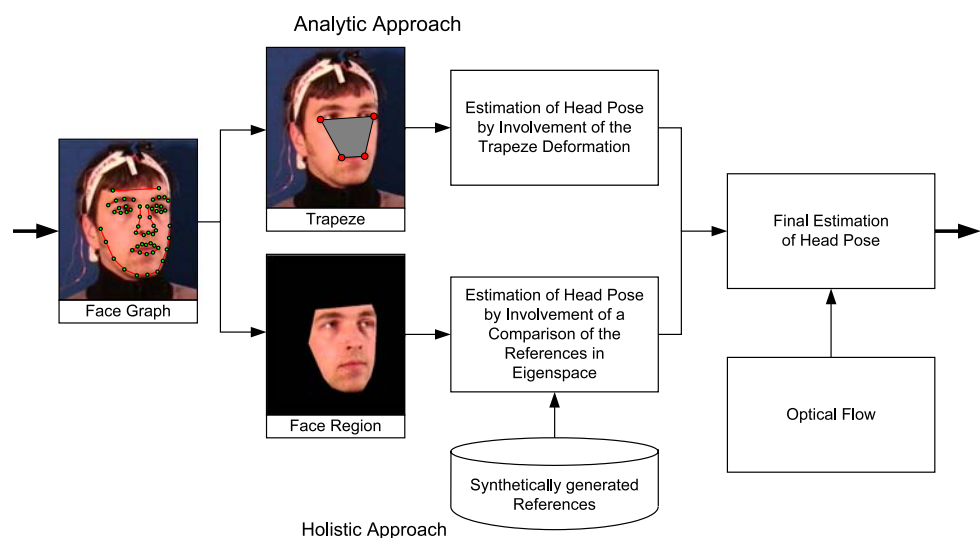 Analytic Approach
Face Graph
Trapeze
Estimation of Head Pose
by Involvement of the
Trapeze Deformation
Face Region
Estimation of Head Pose
by Involvement of a
Comparison of the
References in
Eigenspace
Synthetically generated
References
Final Estimation
of Head Pose
Optical Flow
Holistic Approach